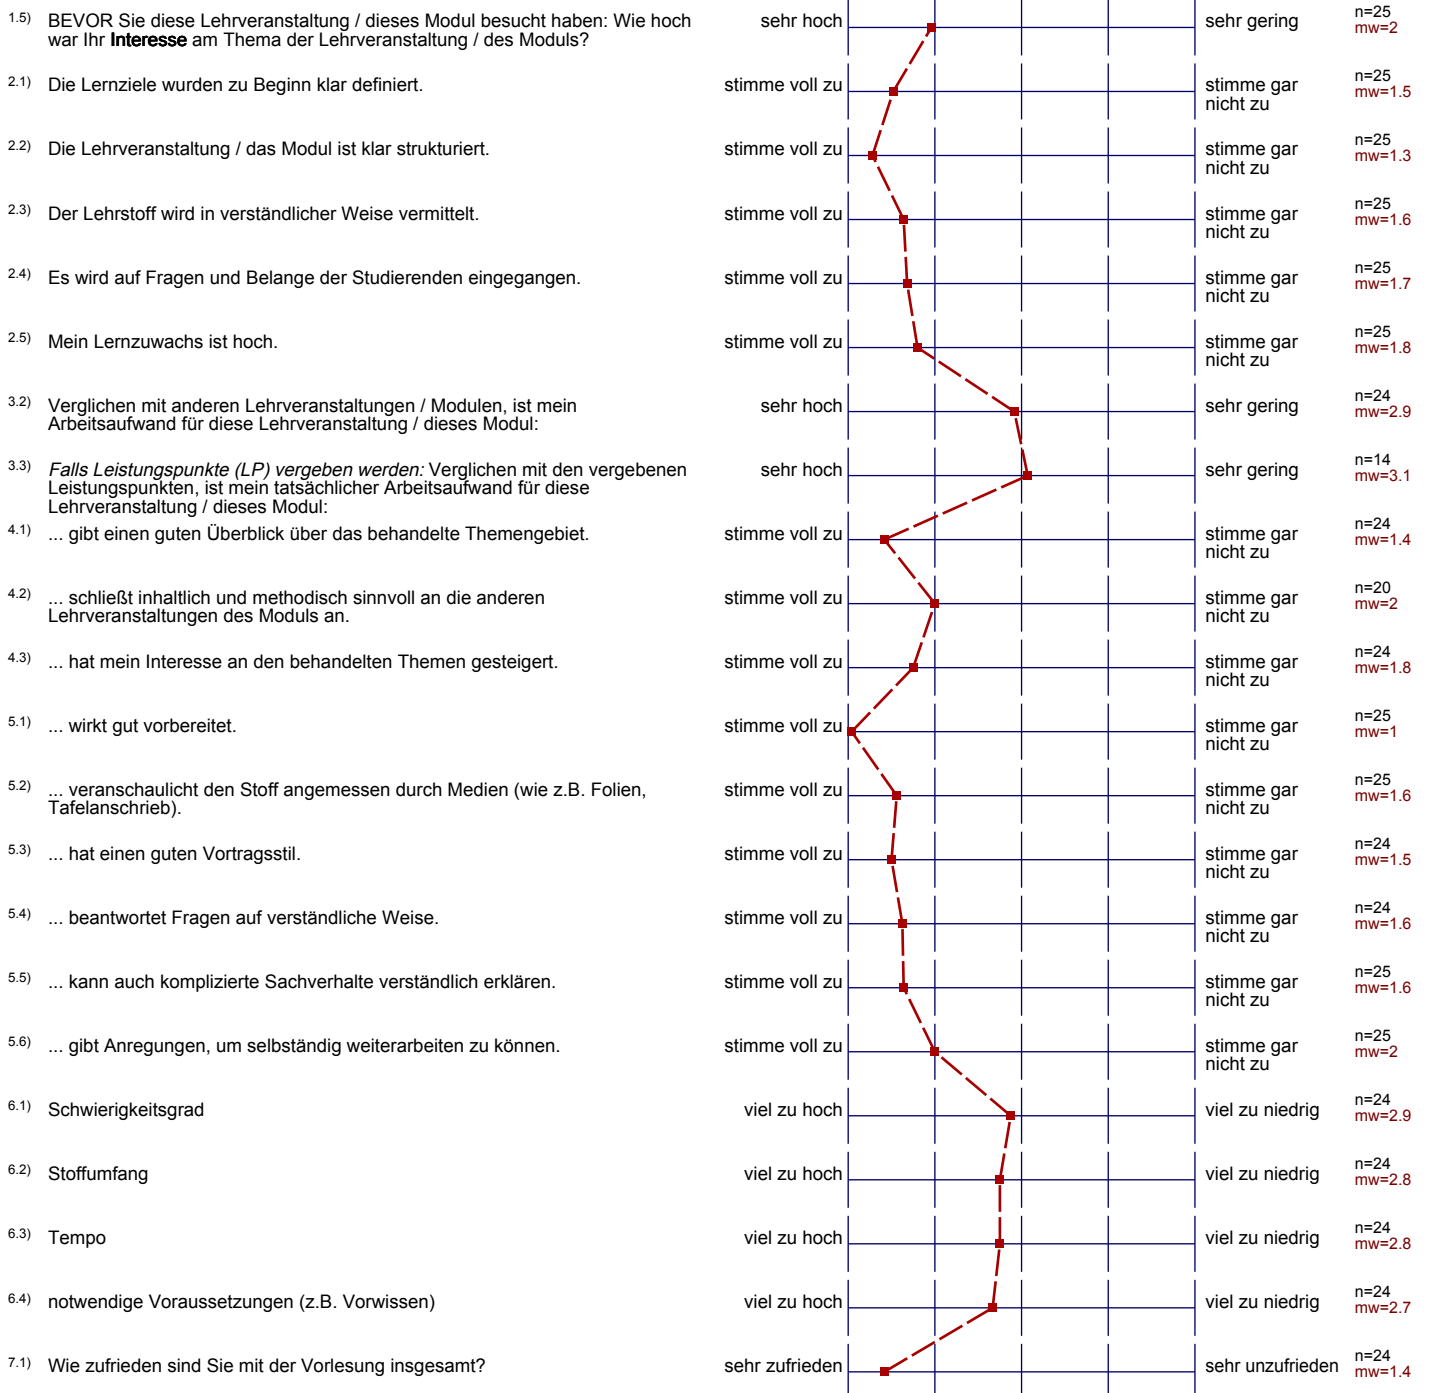 1.5) BEVOR Sie diese Lehrveranstaltung / dieses Modul besucht haben: Wie hoch
war Ihr Interesse am Thema der Lehrveranstaltung / des Moduls?
sehr hoch
sehr gering
n=25
mw=2
2.1) Die Lernziele wurden zu Beginn klar definiert.
stimme voll zu
stimme gar
nicht zu
n=25
mw=1.5
2.2) Die Lehrveranstaltung / das Modul ist klar strukturiert.
stimme voll zu
stimme gar
nicht zu
n=25
mw=1.3
2.3) Der Lehrstoff wird in verständlicher Weise vermittelt.
stimme voll zu
stimme gar
nicht zu
n=25
mw=1.6
2.4) Es wird auf Fragen und Belange der Studierenden eingegangen.
stimme voll zu
stimme gar
nicht zu
n=25
mw=1.7
2.5) Mein Lernzuwachs ist hoch.
stimme voll zu
stimme gar
nicht zu
n=25
mw=1.8
3.2) Verglichen mit anderen Lehrveranstaltungen / Modulen, ist mein
Arbeitsaufwand für diese Lehrveranstaltung / dieses Modul:
sehr hoch
sehr gering
n=24
mw=2.9
3.3) Falls Leistungspunkte (LP) vergeben werden: Verglichen mit den vergebenen
Leistungspunkten, ist mein tatsächlicher Arbeitsaufwand für diese
Lehrveranstaltung / dieses Modul:
sehr hoch
sehr gering
n=14
mw=3.1
4.1) ... gibt einen guten Überblick über das behandelte Themengebiet.
stimme voll zu
stimme gar
nicht zu
n=24
mw=1.4
4.2) ... schließt inhaltlich und methodisch sinnvoll an die anderen
Lehrveranstaltungen des Moduls an.
stimme voll zu
stimme gar
nicht zu
n=20
mw=2
4.3) ... hat mein Interesse an den behandelten Themen gesteigert.
stimme voll zu
stimme gar
nicht zu
n=24
mw=1.8
5.1) ... wirkt gut vorbereitet.
stimme voll zu
stimme gar
nicht zu
n=25
mw=1
5.2) ... veranschaulicht den Stoff angemessen durch Medien (wie z.B. Folien,
Tafelanschrieb).
stimme voll zu
stimme gar
nicht zu
n=25
mw=1.6
5.3) ... hat einen guten Vortragsstil.
stimme voll zu
stimme gar
nicht zu
n=24
mw=1.5
5.4) ... beantwortet Fragen auf verständliche Weise.
stimme voll zu
stimme gar
nicht zu
n=24
mw=1.6
5.5) ... kann auch komplizierte Sachverhalte verständlich erklären.
stimme voll zu
stimme gar
nicht zu
n=25
mw=1.6
5.6) ... gibt Anregungen, um selbständig weiterarbeiten zu können.
stimme voll zu
stimme gar
nicht zu
n=25
mw=2
6.1) Schwierigkeitsgrad
viel zu hoch
viel zu niedrig
n=24
mw=2.9
6.2) Stoffumfang
viel zu hoch
viel zu niedrig
n=24
mw=2.8
6.3) Tempo
viel zu hoch
viel zu niedrig
n=24
mw=2.8
6.4) notwendige Voraussetzungen (z.B. Vorwissen)
viel zu hoch
viel zu niedrig
n=24
mw=2.7
7.1) Wie zufrieden sind Sie mit der Vorlesung insgesamt?
sehr zufrieden
sehr unzufrieden
n=24
mw=1.4